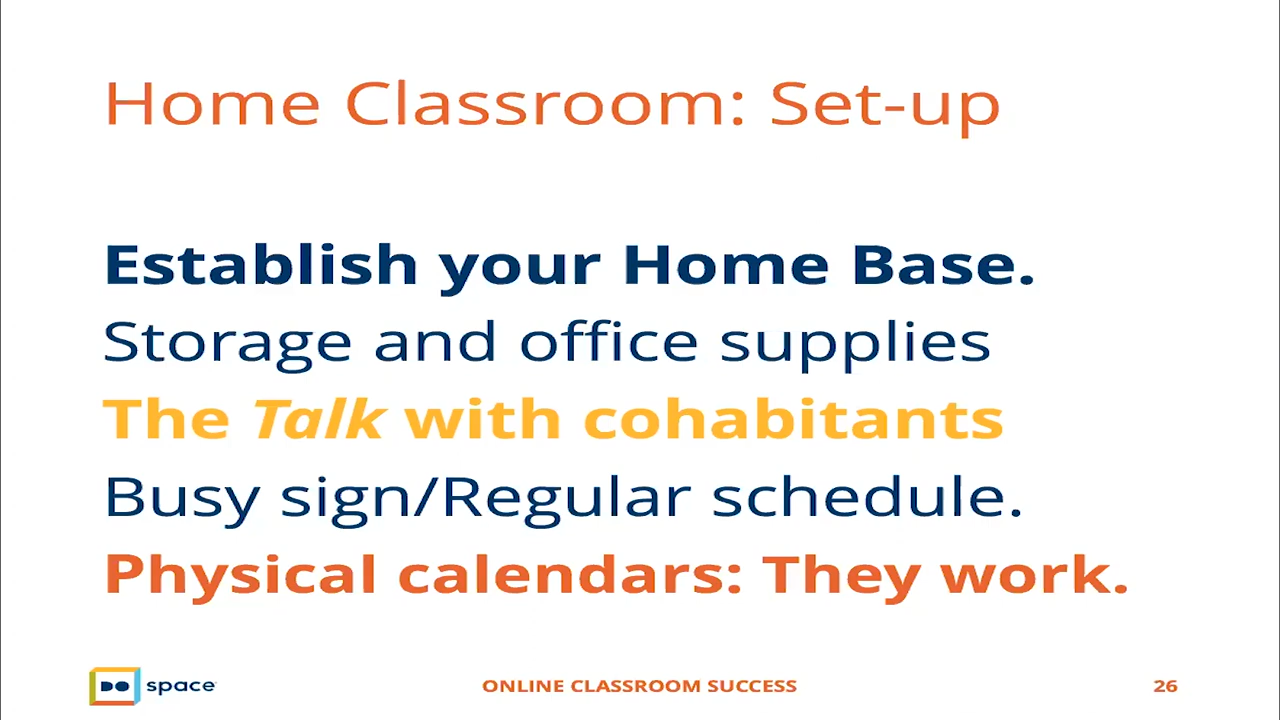 Home Classroom: Set-up
Establish your Home Base.
Storage and office supplies
The Talk with cohabitants
Busy sign/Regular schedule.
Physical calendars: They work.
DO space
ONLINE CLASSROOM SUCCESS
26